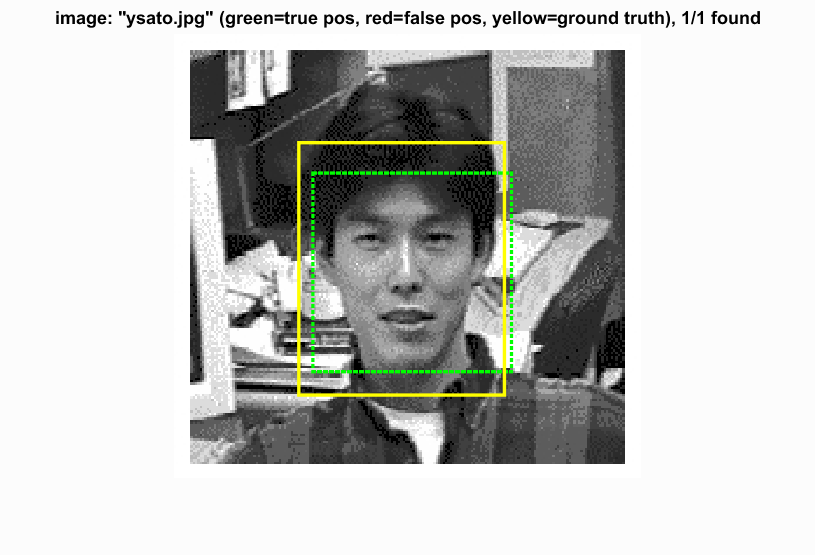 image: "ysato.jpg" (green=true pos, red=false pos, yellow=ground truth), 1/1 found